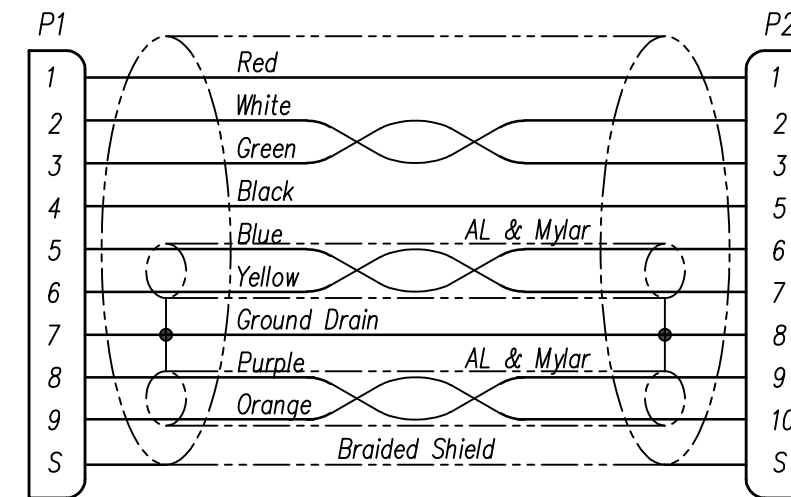 P1 P2
1 Red 1
2 White 2
3 Green 3
4 Black 5
5 Blue AL & Mylar 6
6 Yellow 7
7 Ground Drain 8
8 Purple AL & Mylar 9
9 Orange 10
S Braided Shield S